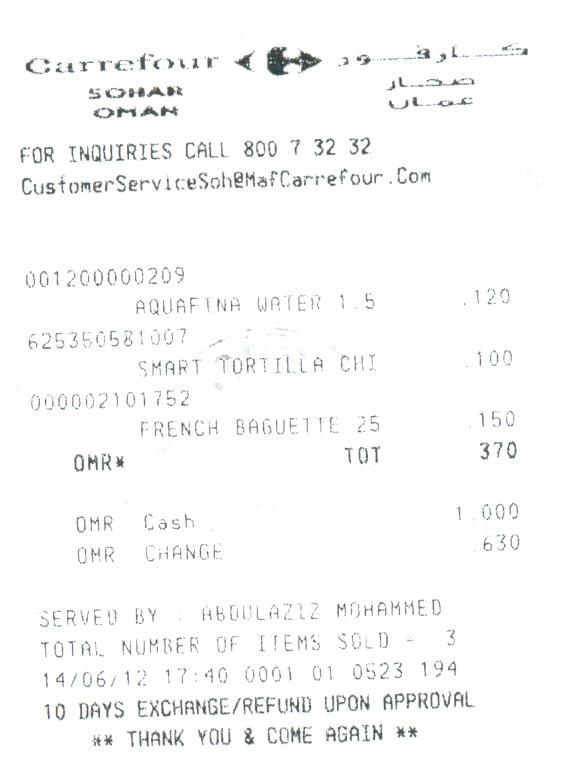 Carrefour كارفور
SOHAR صحار
OMAN عمان
FOR INQUIRIES CALL 800 7 32 32
CustomerServiceSoh@MafCarrefour.Com
001200000209
AQUAFINA WATER 1.5 .120
625350581007
SMART TORTILLA CHI .100
000002101752
FRENCH BAGUETTE 25 .150
OMR* TOT 370
OMR Cash 1.000
OMR CHANGE .630
SERVED BY : ABDULAZIZ MOHAMMED
TOTAL NUMBER OF ITEMS SOLD = 3
14/06/12 17:40 0001 01 0523 194
10 DAYS EXCHANGE/REFUND UPON APPROVAL
** THANK YOU & COME AGAIN **